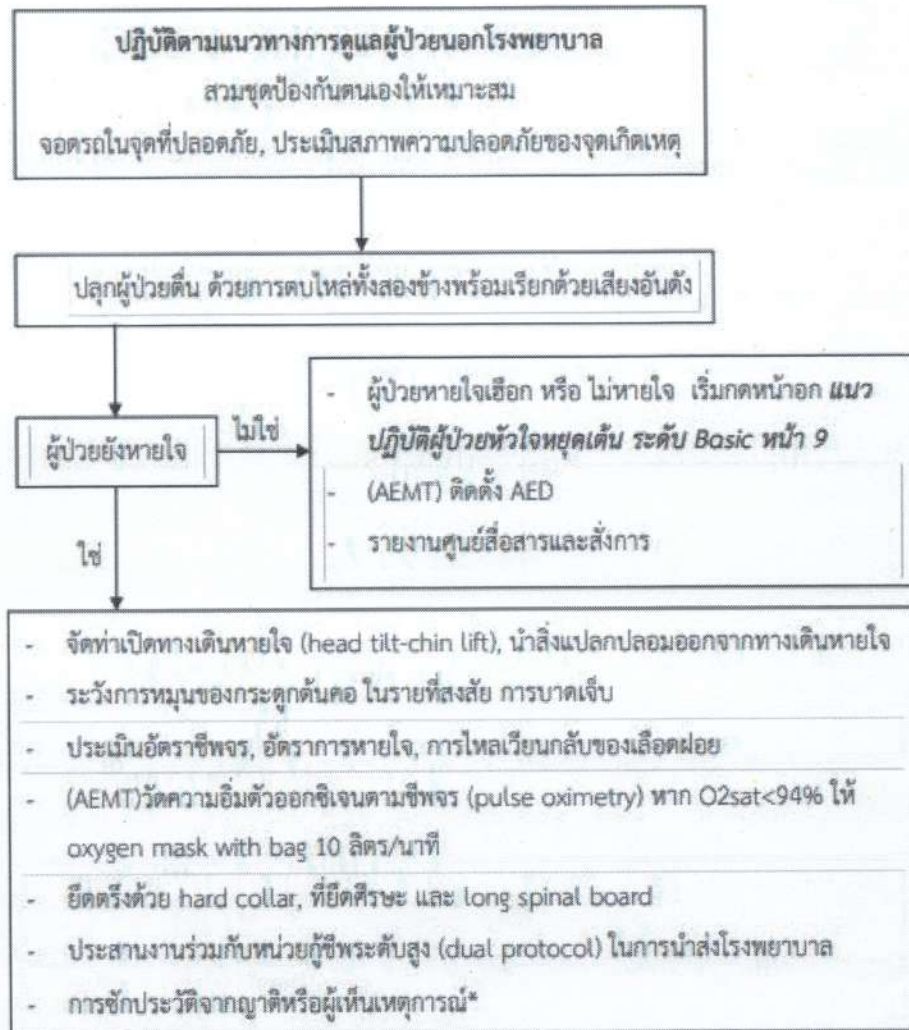 ปฏิบัติตามแนวทางการดูแลผู้ป่วยนอกโรงพยาบาล
สวมชุดป้องกันตนเองให้เหมาะสม
จอดรถในจุดที่ปลอดภัย, ประเมินสภาพความปลอดภัยของจุดเกิดเหตุ
ปลุกผู้ป่วยตื่น ด้วยการตบไหล่ทั้งสองข้างพร้อมเรียกด้วยเสียงอันดัง
ผู้ป่วยยังหายใจ
ไม่ใช่
- ผู้ป่วยหายใจเฮือก หรือ ไม่หายใจ เริ่มกดหน้าอก แนว
ปฏิบัติผู้ป่วยหัวใจหยุดเต้น ระดับ Basic หน้า 9
- (AEMT) ติดตั้ง AED
- รายงานศูนย์สื่อสารและสั่งการ
ใช่
- จัดท่าเปิดทางเดินหายใจ (head tilt-chin lift), นำสิ่งแปลกปลอมออกจากทางเดินหายใจ
- ระวังการหมุนของกระดูกต้นคอ ในรายที่สงสัย การบาดเจ็บ
- ประเมินอัตราชีพจร, อัตราการหายใจ, การไหลเวียนกลับของเลือดฝอย
- (AEMT)วัดความอิ่มตัวออกซิเจนตามชีพจร (pulse oximetry) หาก O2sat<94% ให้
oxygen mask with bag 10 ลิตร/นาที
- ยึดตรึงด้วย hard collar, ที่ยึดศีรษะ และ long spinal board
- ประสานงานร่วมกับหน่วยกู้ชีพระดับสูง (dual protocol) ในการนำส่งโรงพยาบาล
- การซักประวัติจากญาติหรือผู้เห็นเหตุการณ์*